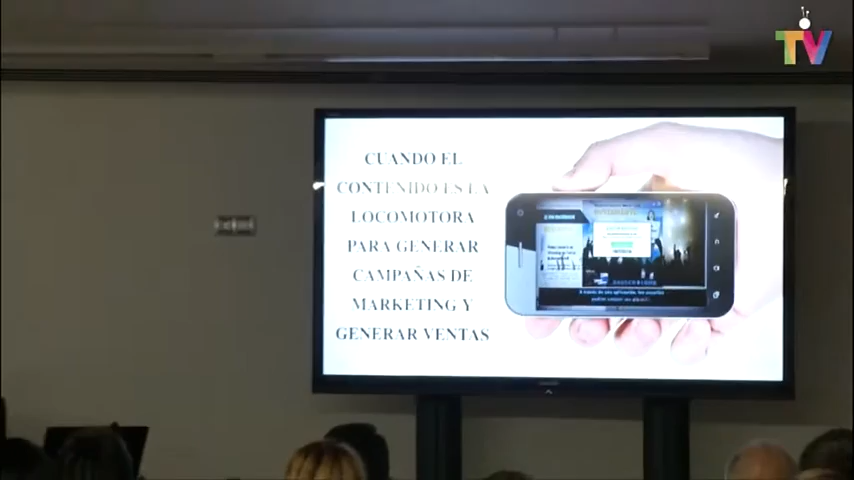 TV
CUANDO EL
CONTENIDO ES LA
LOCOMOTORA
PARA GENERAR
CAMPAÑAS DE
MARKETING Y
GENERAR VENTAS